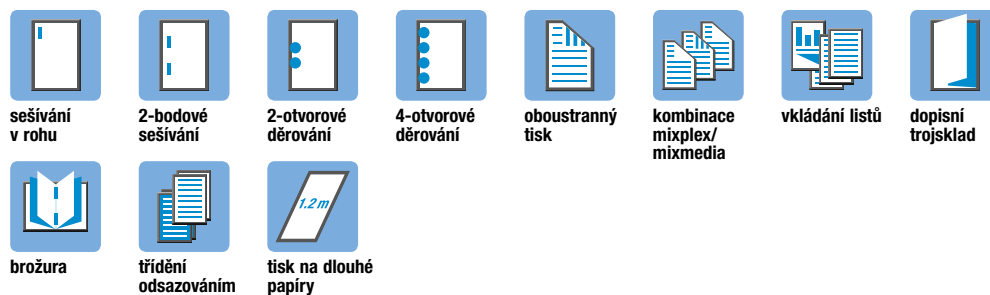 sešívání
v rohu
2-bodové
sešívání
2-otvorové
děrování
4-otvorové
děrování
oboustranný
tisk
kombinace
mixplex/
mixmedia
vkládání listů
dopisní
trojsklad
brožura
třídění
odsazováním
1.2 m
tisk na dlouhé
papíry